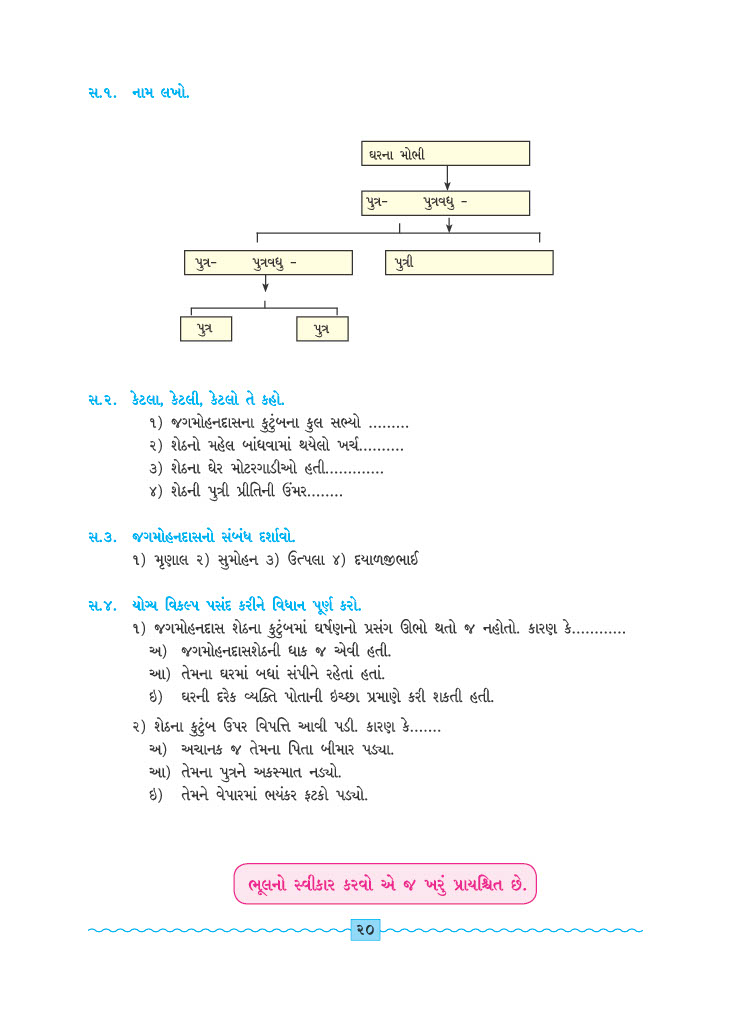 સ.૧. નામ લખો.
ઘરના મોભી
પુત્ર- પુત્રવધુ -
પુત્ર- પુત્રવધુ -
પુત્રી
પુત્ર
પુત્ર
સ.૨. કેટલા, કેટલી, કેટલો તે કહો.
૧) જગમોહનદાસના કુટુંબના કુલ સભ્યો .........
૨) શેઠનો મહેલ બાંધવામાં થયેલો ખર્ચ..........
૩) શેઠના ઘેર મોટરગાડીઓ હતી.............
૪) શેઠની પુત્રી પ્રીતિની ઉંમર........
સ.૩. જગમોહનદાસનો સંબંધ દર્શાવો.
૧) મૃણાલ ૨) સુમોહન ૩) ઉત્પલા ૪) દયાળજીભાઈ
સ.૪. યોગ્ય વિકલ્પ પસંદ કરીને વિધાન પૂર્ણ કરો.
૧) જગમોહનદાસ શેઠના કુટુંબમાં ઘર્ષણનો પ્રસંગ ઊભો થતો જ નહોતો. કારણ કે............
અ) જગમોહનદાસશેઠની ધાક જ એવી હતી.
આ) તેમના ઘરમાં બધાં સંપીને રહેતાં હતાં.
ઇ) ઘરની દરેક વ્યક્તિ પોતાની ઇચ્છા પ્રમાણે કરી શકતી હતી.
૨) શેઠના કુટુંબ ઉપર વિપત્તિ આવી પડી. કારણ કે.......
અ) અચાનક જ તેમના પિતા બીમાર પડ્યા.
આ) તેમના પુત્રને અકસ્માત નડ્યો.
ઇ) તેમને વેપારમાં ભયંકર ફટકો પડ્યો.
ભૂલનો સ્વીકાર કરવો એ જ ખરું પ્રાયશ્ચિત છે.
૨૦